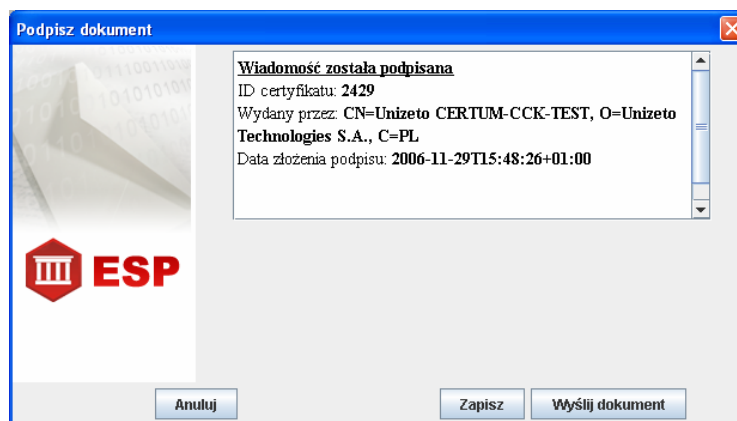 Podpisz dokument
Wiadomość została podpisana
ID certyfikatu: 2429
Wydany przez: CN=Unizeto CERTUM-CCK-TEST, O=Unizeto
Technologies S.A., C=PL
Data złożenia podpisu: 2006-11-29T15:48:26+01:00
ESP
Anuluj
Zapisz
Wyślij dokument